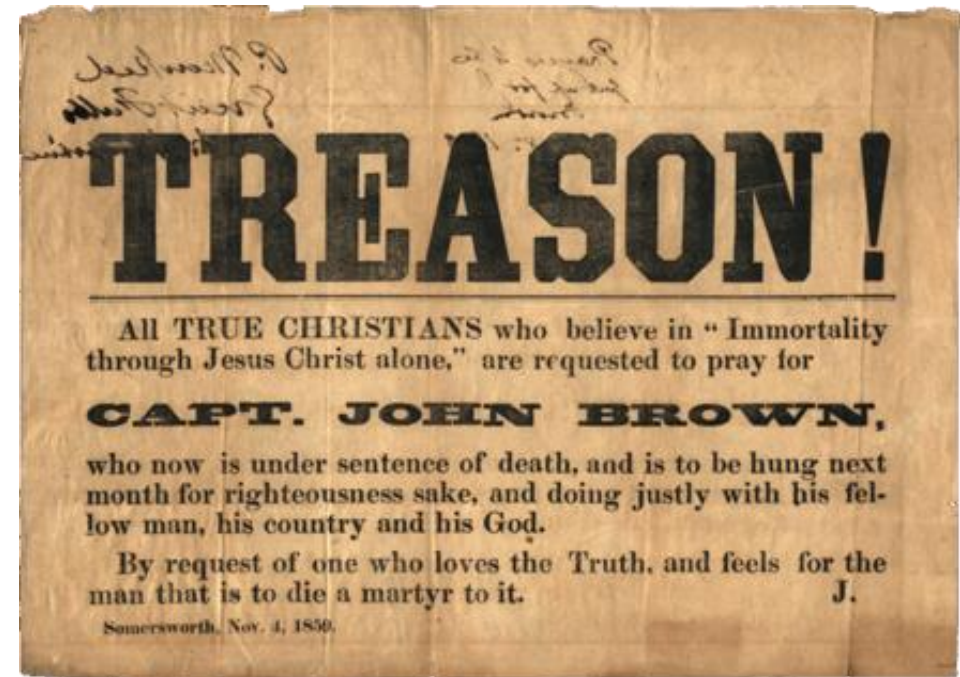 TREASON!
All TRUE CHRISTIANS who believe in “ Immortality
through Jesus Christ alone,” are requested to pray for
CAPT. JOHN BROWN,
who now is under sentence of death, and is to be hung next
month for righteousness sake, and doing justly with his fel-
low man, his country and his God.
By request of one who loves the Truth, and feels for the
man that is to die a martyr to it. J.
Somersworth, Nov. 4, 1859.